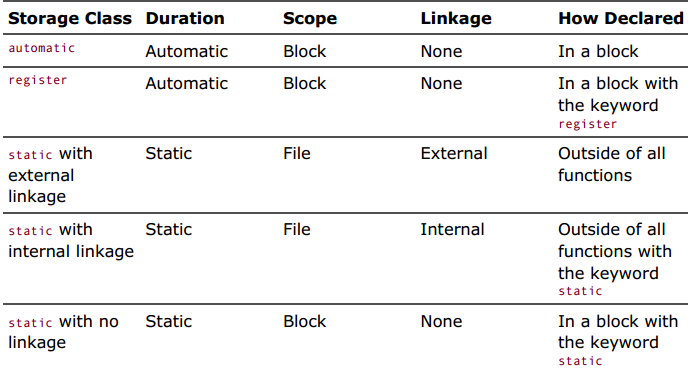 Storage Class Duration Scope Linkage How Declared
automatic Automatic Block None In a block
register Automatic Block None In a block with
the keyword
register
static with Static File External Outside of all
external functions
linkage
static with Static File Internal Outside of all
internal linkage functions with
the keyword
static
static with no Static Block None In a block with
linkage the keyword
static